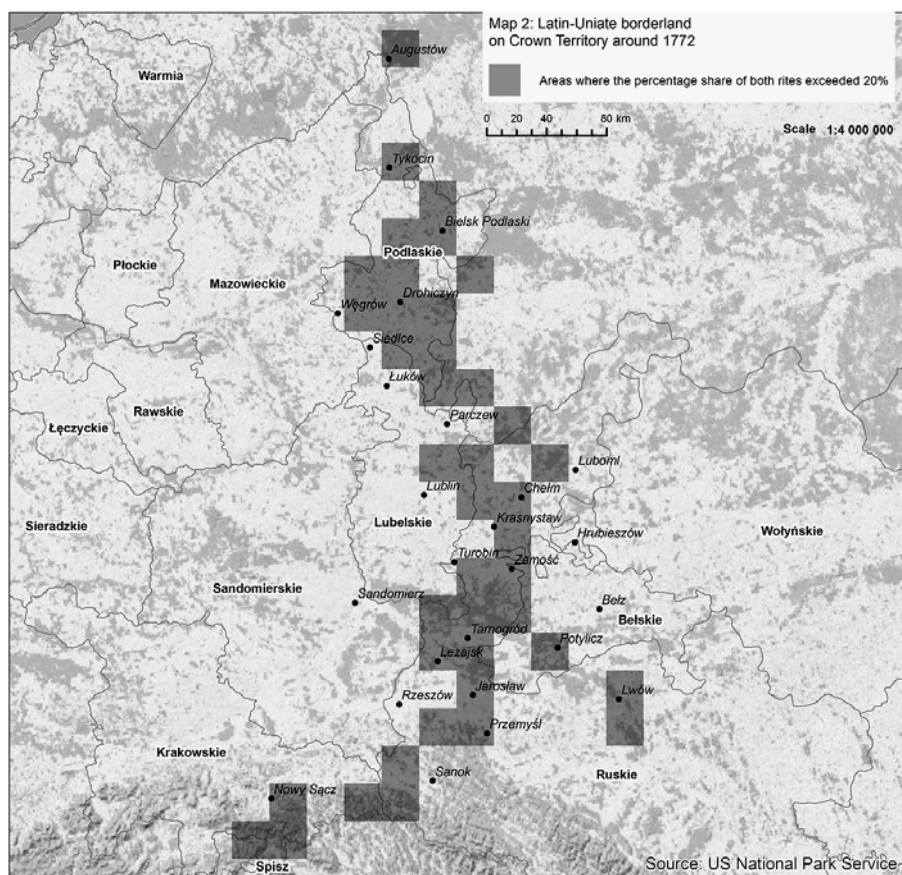 Map 2: Latin-Uniate borderland
on Crown Territory around 1772
Areas where the percentage share of both rites exceeded 20%
0 20 40 80 km
Scale 1:4 000 000
Augustów
Warmia
Tykocin
Bielsk Podlaski
Podlaskie
Płockie
Mazowieckie
Drohiczyn
Węgrów
Siedlce
Łuków
Rawskie
Parczew
Łęczyckie
Luboml
Lublin
Chełm
Lubelskie
Krasnystaw
Sieradzkie
Wołyńskie
Hrubieszów
Turobin
Zamość
Sandomierskie
Sandomierz
Bełz
Bełskie
Tarnogród
Potylicz
Leżajsk
Jarosław
Lwów
Rzeszów
Przemyśl
Krakowskie
Sanok
Ruskie
Nowy Sącz
Spisz
Source: US National Park Service